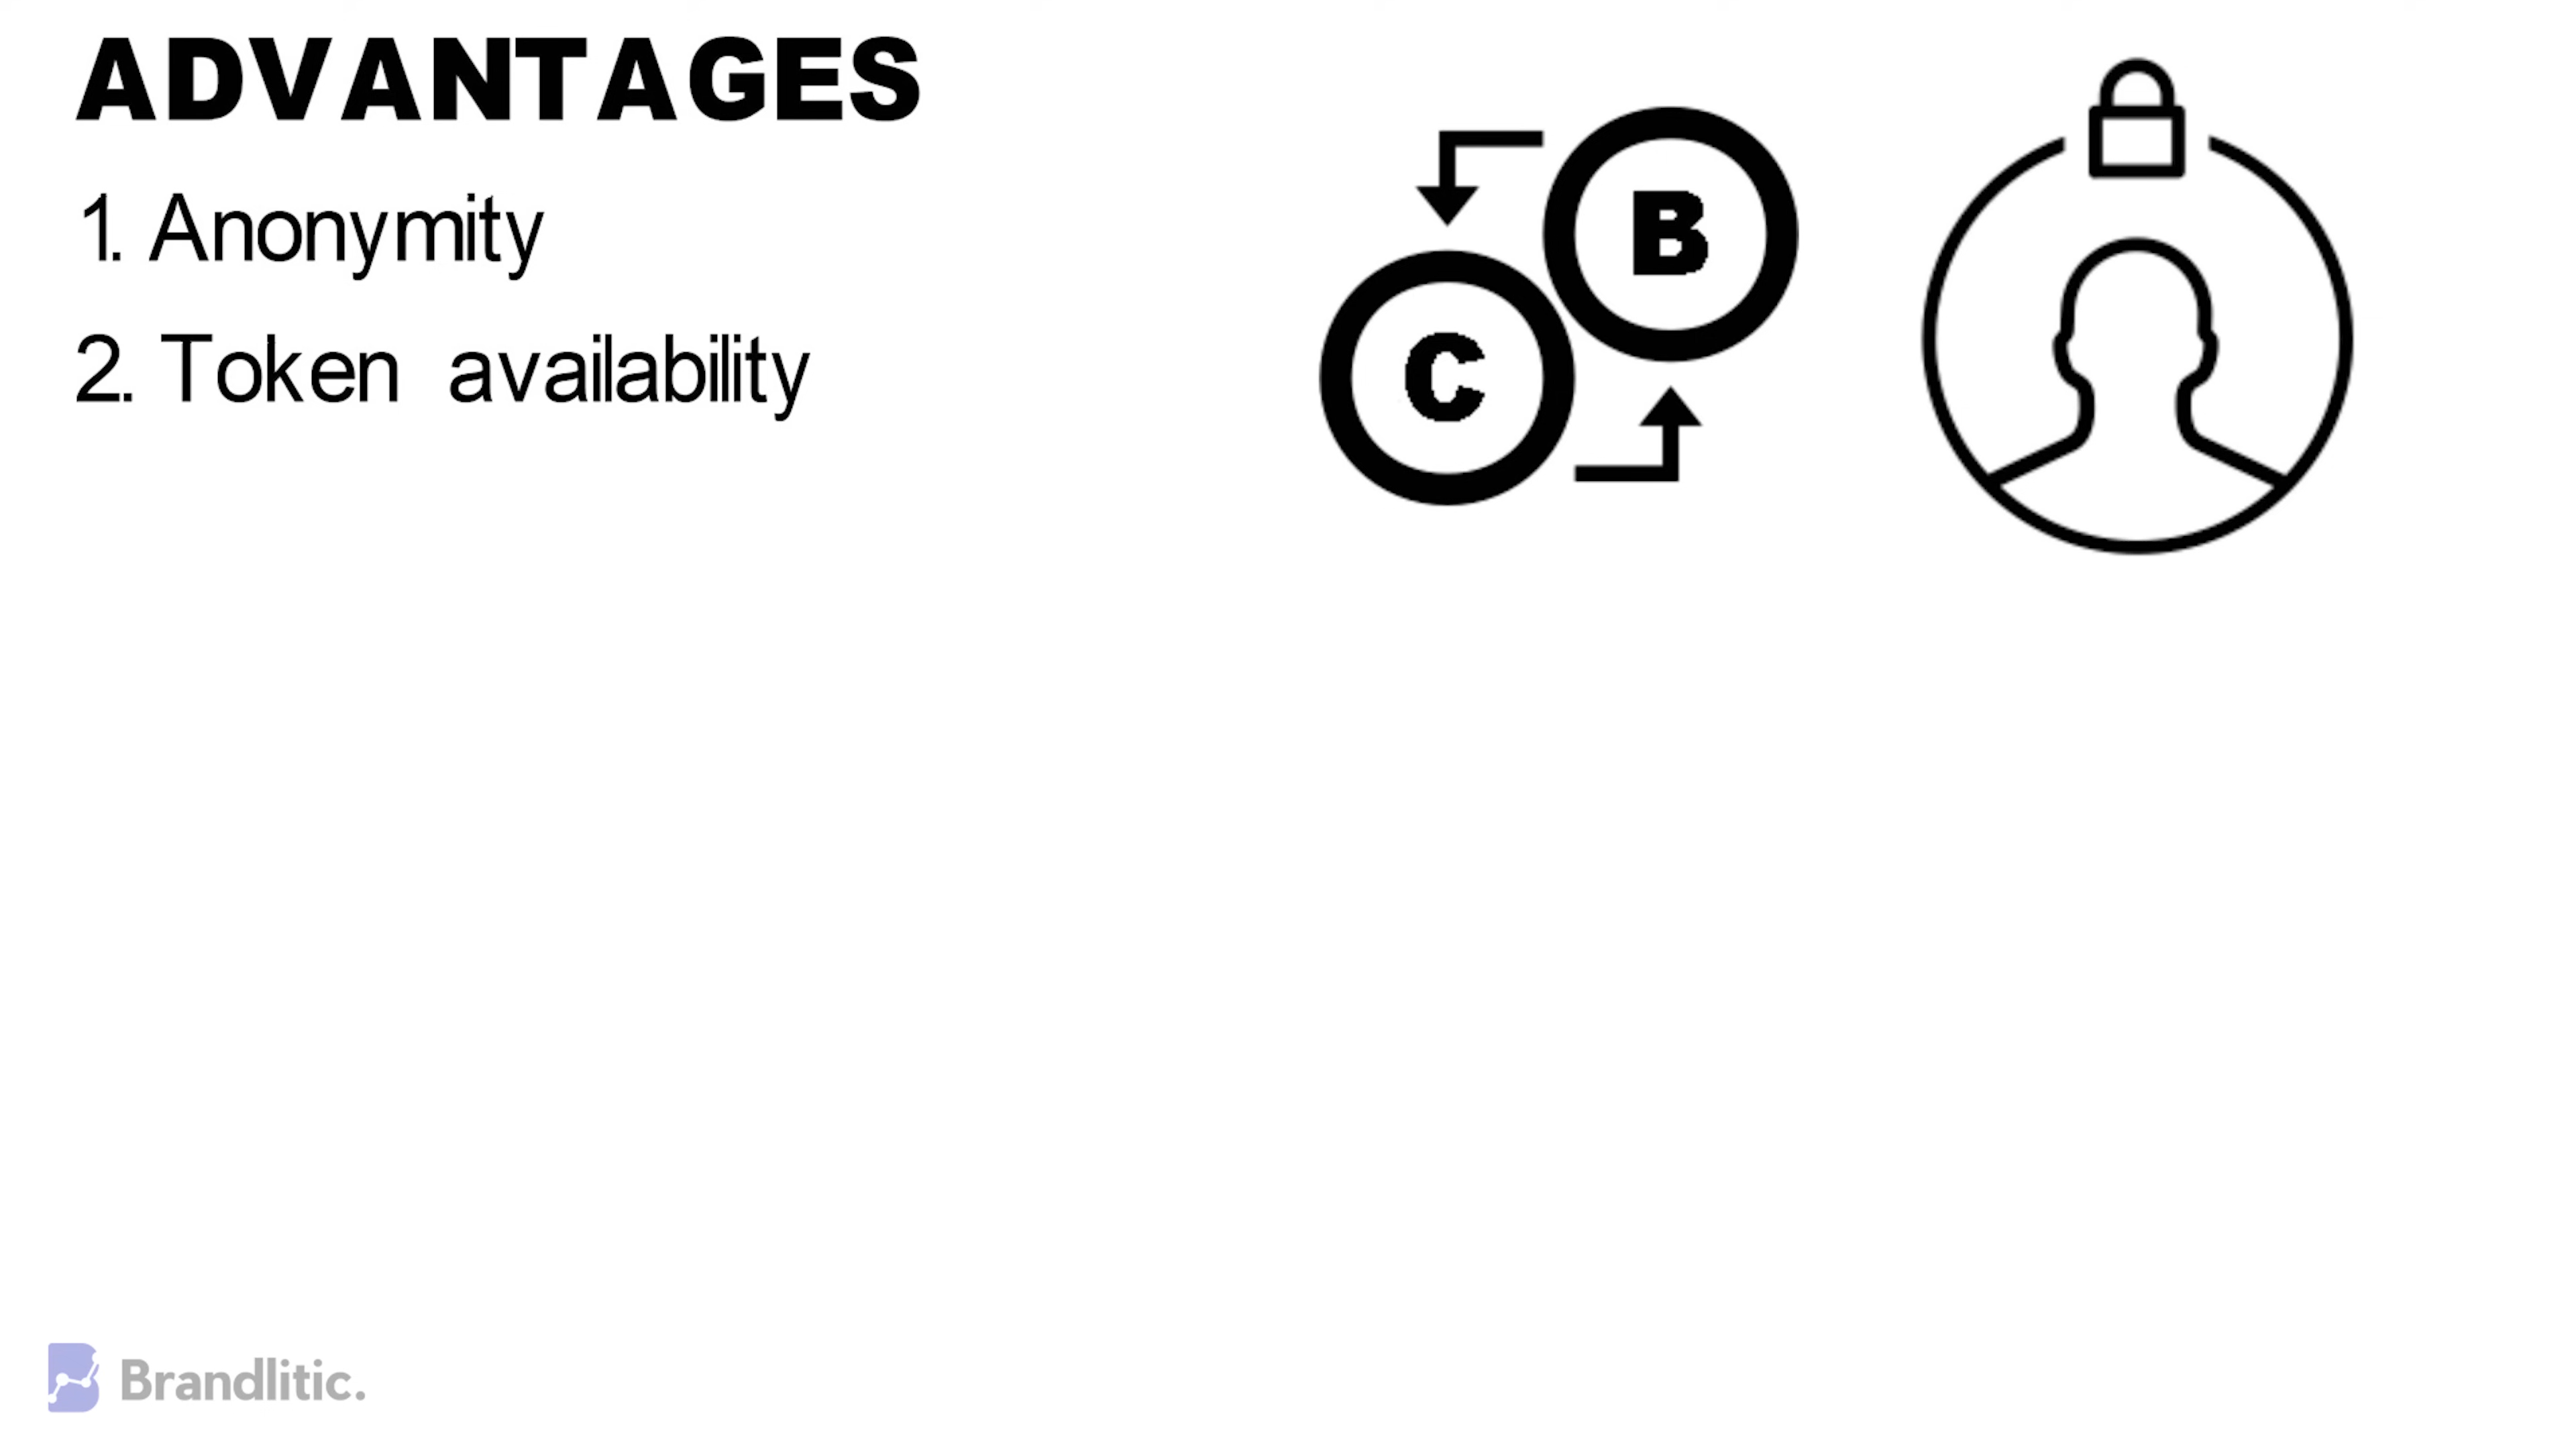 ADVANTAGES
1. Anonymity
2. Token availability
B
C
Brandlitic.